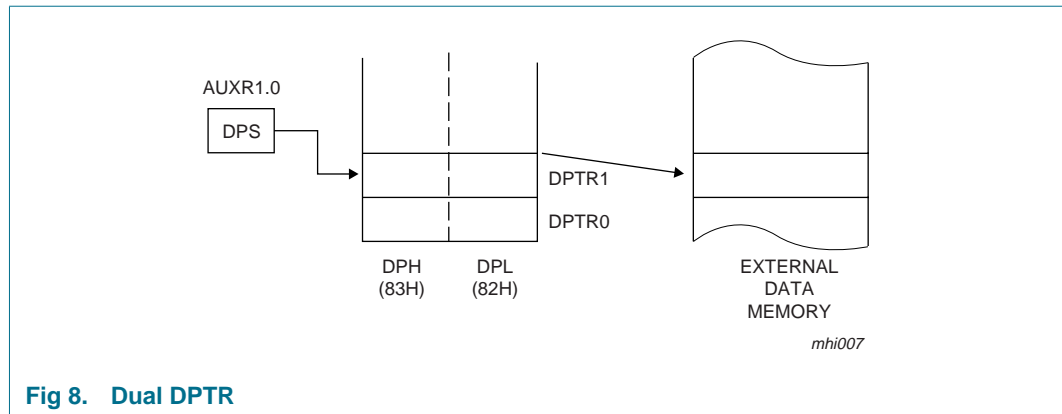 AUXR1.0
DPS
DPTR1
DPTR0
DPH
(83H)
DPL
(82H)
EXTERNAL
DATA
MEMORY
mhi007
Fig 8. Dual DPTR